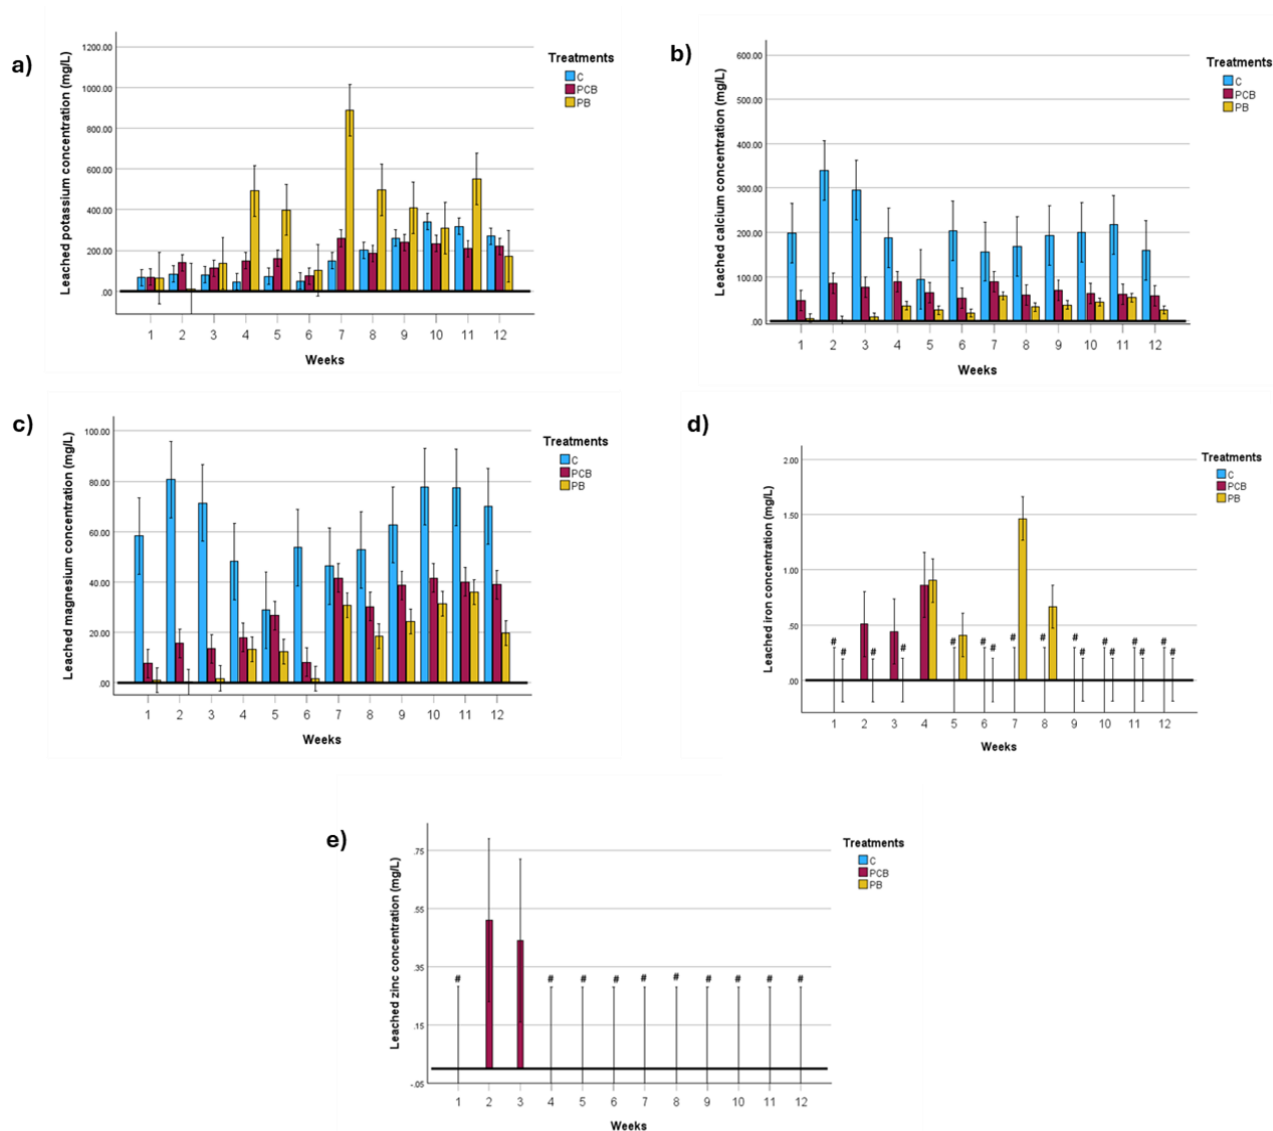 a)
Leached potassium concentration (mg/L)
1200.00
1000.00
800.00
600.00
400.00
200.00
.00
1 2 3 4 5 6 7 8 9 10 11 12
Weeks
Treatments
C
PCB
PB
b)
Leached calcium concentration (mg/L)
600.00
500.00
400.00
300.00
200.00
100.00
.00
1 2 3 4 5 6 7 8 9 10 11 12
Weeks
Treatments
C
PCB
PB
c)
Leached magnesium concentration (mg/L)
100.00
80.00
60.00
40.00
20.00
.00
1 2 3 4 5 6 7 8 9 10 11 12
Weeks
Treatments
C
PCB
PB
d)
Leached iron concentration (mg/L)
2.00
1.50
1.00
.50
.00
# # # # # # # # # # # # # # # #
1 2 3 4 5 6 7 8 9 10 11 12
Weeks
Treatments
C
PCB
PB
e)
Leached zinc concentration (mg/L)
.75
.55
.35
.15
-.05
# # # # # # # # # #
1 2 3 4 5 6 7 8 9 10 11 12
Weeks
Treatments
C
PCB
PB